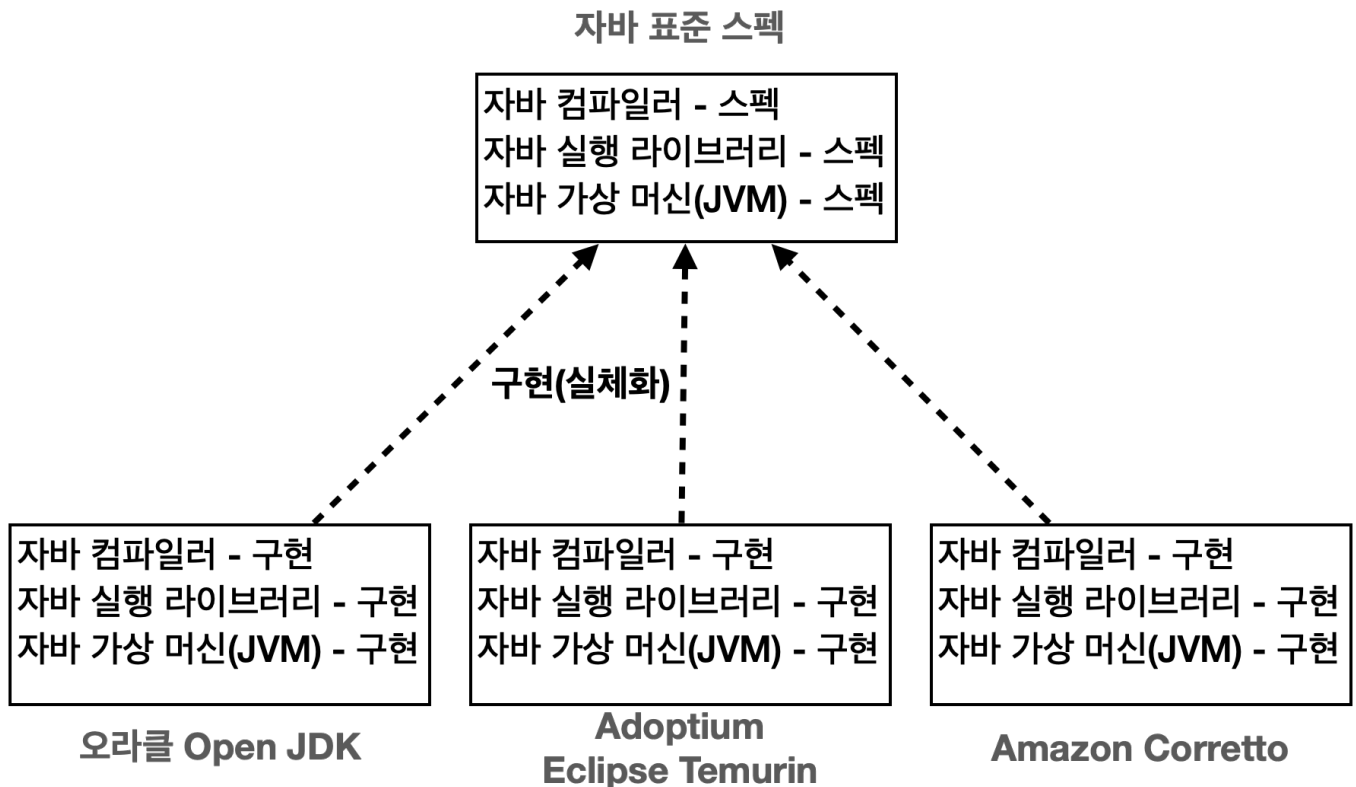 자바 표준 스펙
자바 컴파일러 - 스펙
자바 실행 라이브러리 - 스펙
자바 가상 머신(JVM) - 스펙
구현(실체화)
자바 컴파일러 - 구현
자바 실행 라이브러리 - 구현
자바 가상 머신(JVM) - 구현
오라클 Open JDK
자바 컴파일러 - 구현
자바 실행 라이브러리 - 구현
자바 가상 머신(JVM) - 구현
Adoptium
Eclipse Temurin
자바 컴파일러 - 구현
자바 실행 라이브러리 - 구현
자바 가상 머신(JVM) - 구현
Amazon Corretto